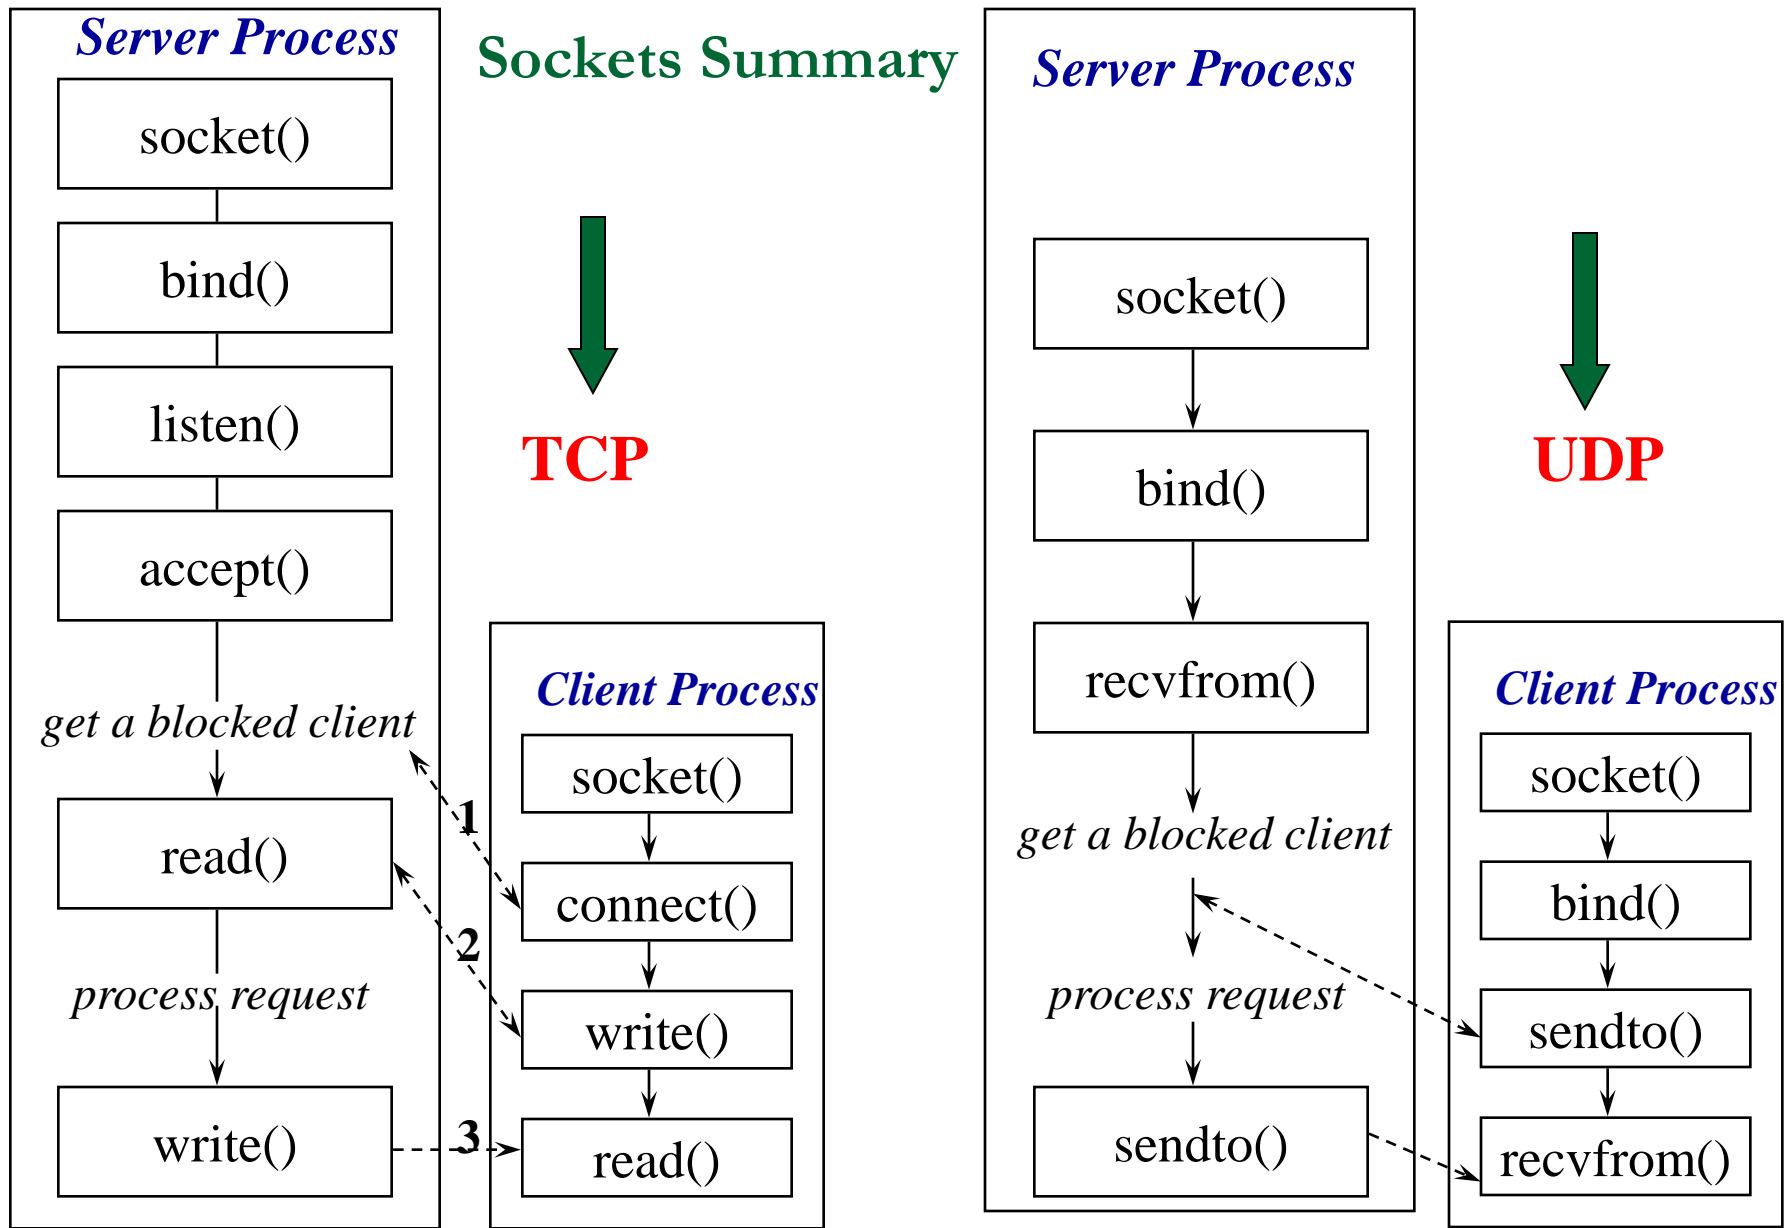 Sockets Summary
Server Process
socket()
bind()
listen()
accept()
get a blocked client
read()
process request
write()
TCP
Client Process
socket()
connect()
write()
read()
1
2
3
Server Process
socket()
bind()
recvfrom()
get a blocked client
process request
sendto()
UDP
Client Process
socket()
bind()
sendto()
recvfrom()